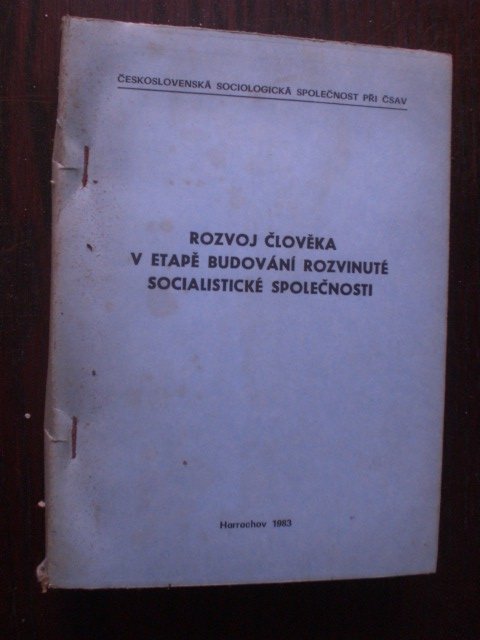 ČESKOSLOVENSKÁ SOCIOLOGICKÁ SPOLEČNOST PŘI ČSAV
ROZVOJ ČLOVĚKA
V ETAPĚ BUDOVÁNÍ ROZVINUTÉ
SOCIALISTICKÉ SPOLEČNOSTI
Harrachov 1983